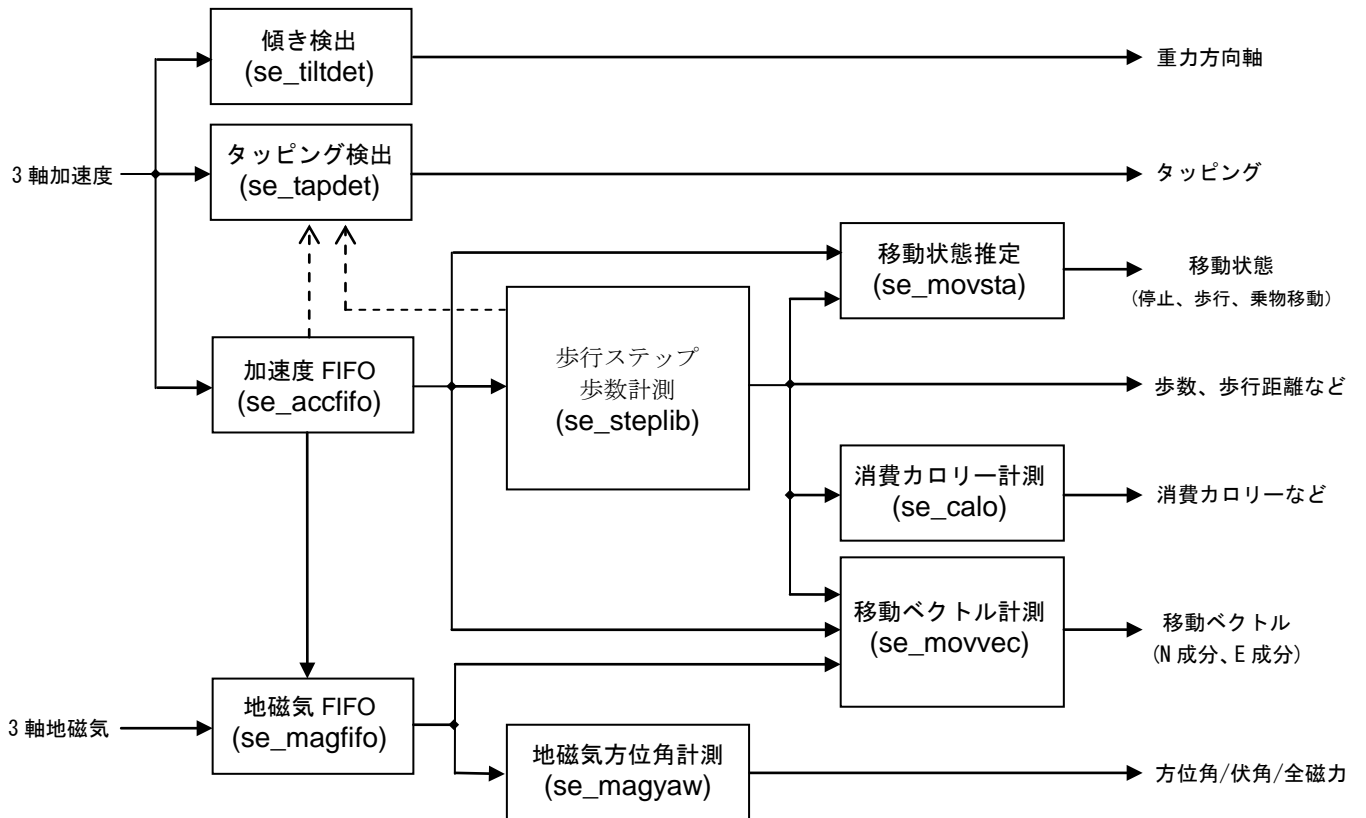 傾き検出
(se_tiltdet)
重力方向軸
3 軸加速度
タッピング検出
(se_tapdet)
タッピング
移動状態推定
(se_movsta)
移動状態
(停止、歩行、乗物移動)
加速度 FIFO
(se_accfifo)
歩行ステップ
歩数計測
(se_steplib)
歩数、歩行距離など
消費カロリー計測
(se_calo)
消費カロリーなど
移動ベクトル計測
(se_movvec)
移動ベクトル
(N 成分、E 成分)
3 軸地磁気
地磁気 FIFO
(se_magfifo)
地磁気方位角計測
(se_magyaw)
方位角/伏角/全磁力